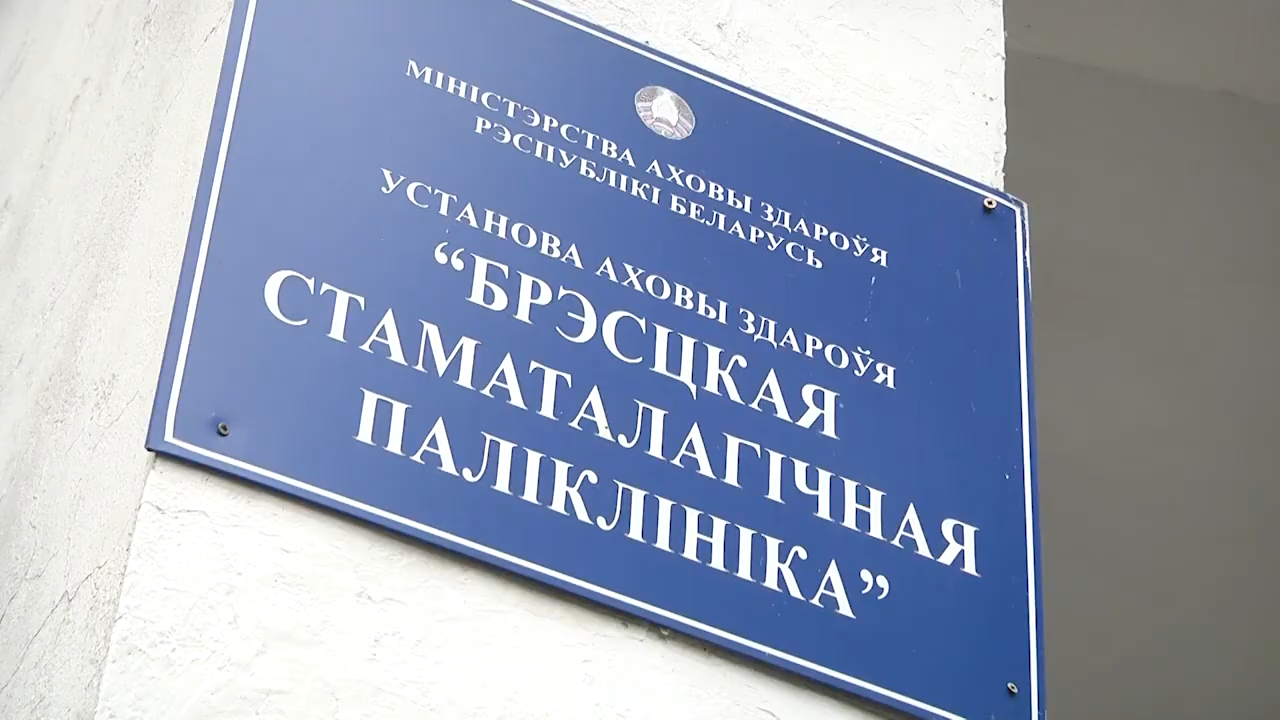 МІНІСТЭРСТВА АХОВЫ ЗДАРОЎЯ
РЭСПУБЛІКІ БЕЛАРУСЬ
УСТАНОВА АХОВЫ ЗДАРОЎЯ
“БРЭСЦКАЯ
СТАМАТАЛАГІЧНАЯ
ПАЛІКЛІНІКА”